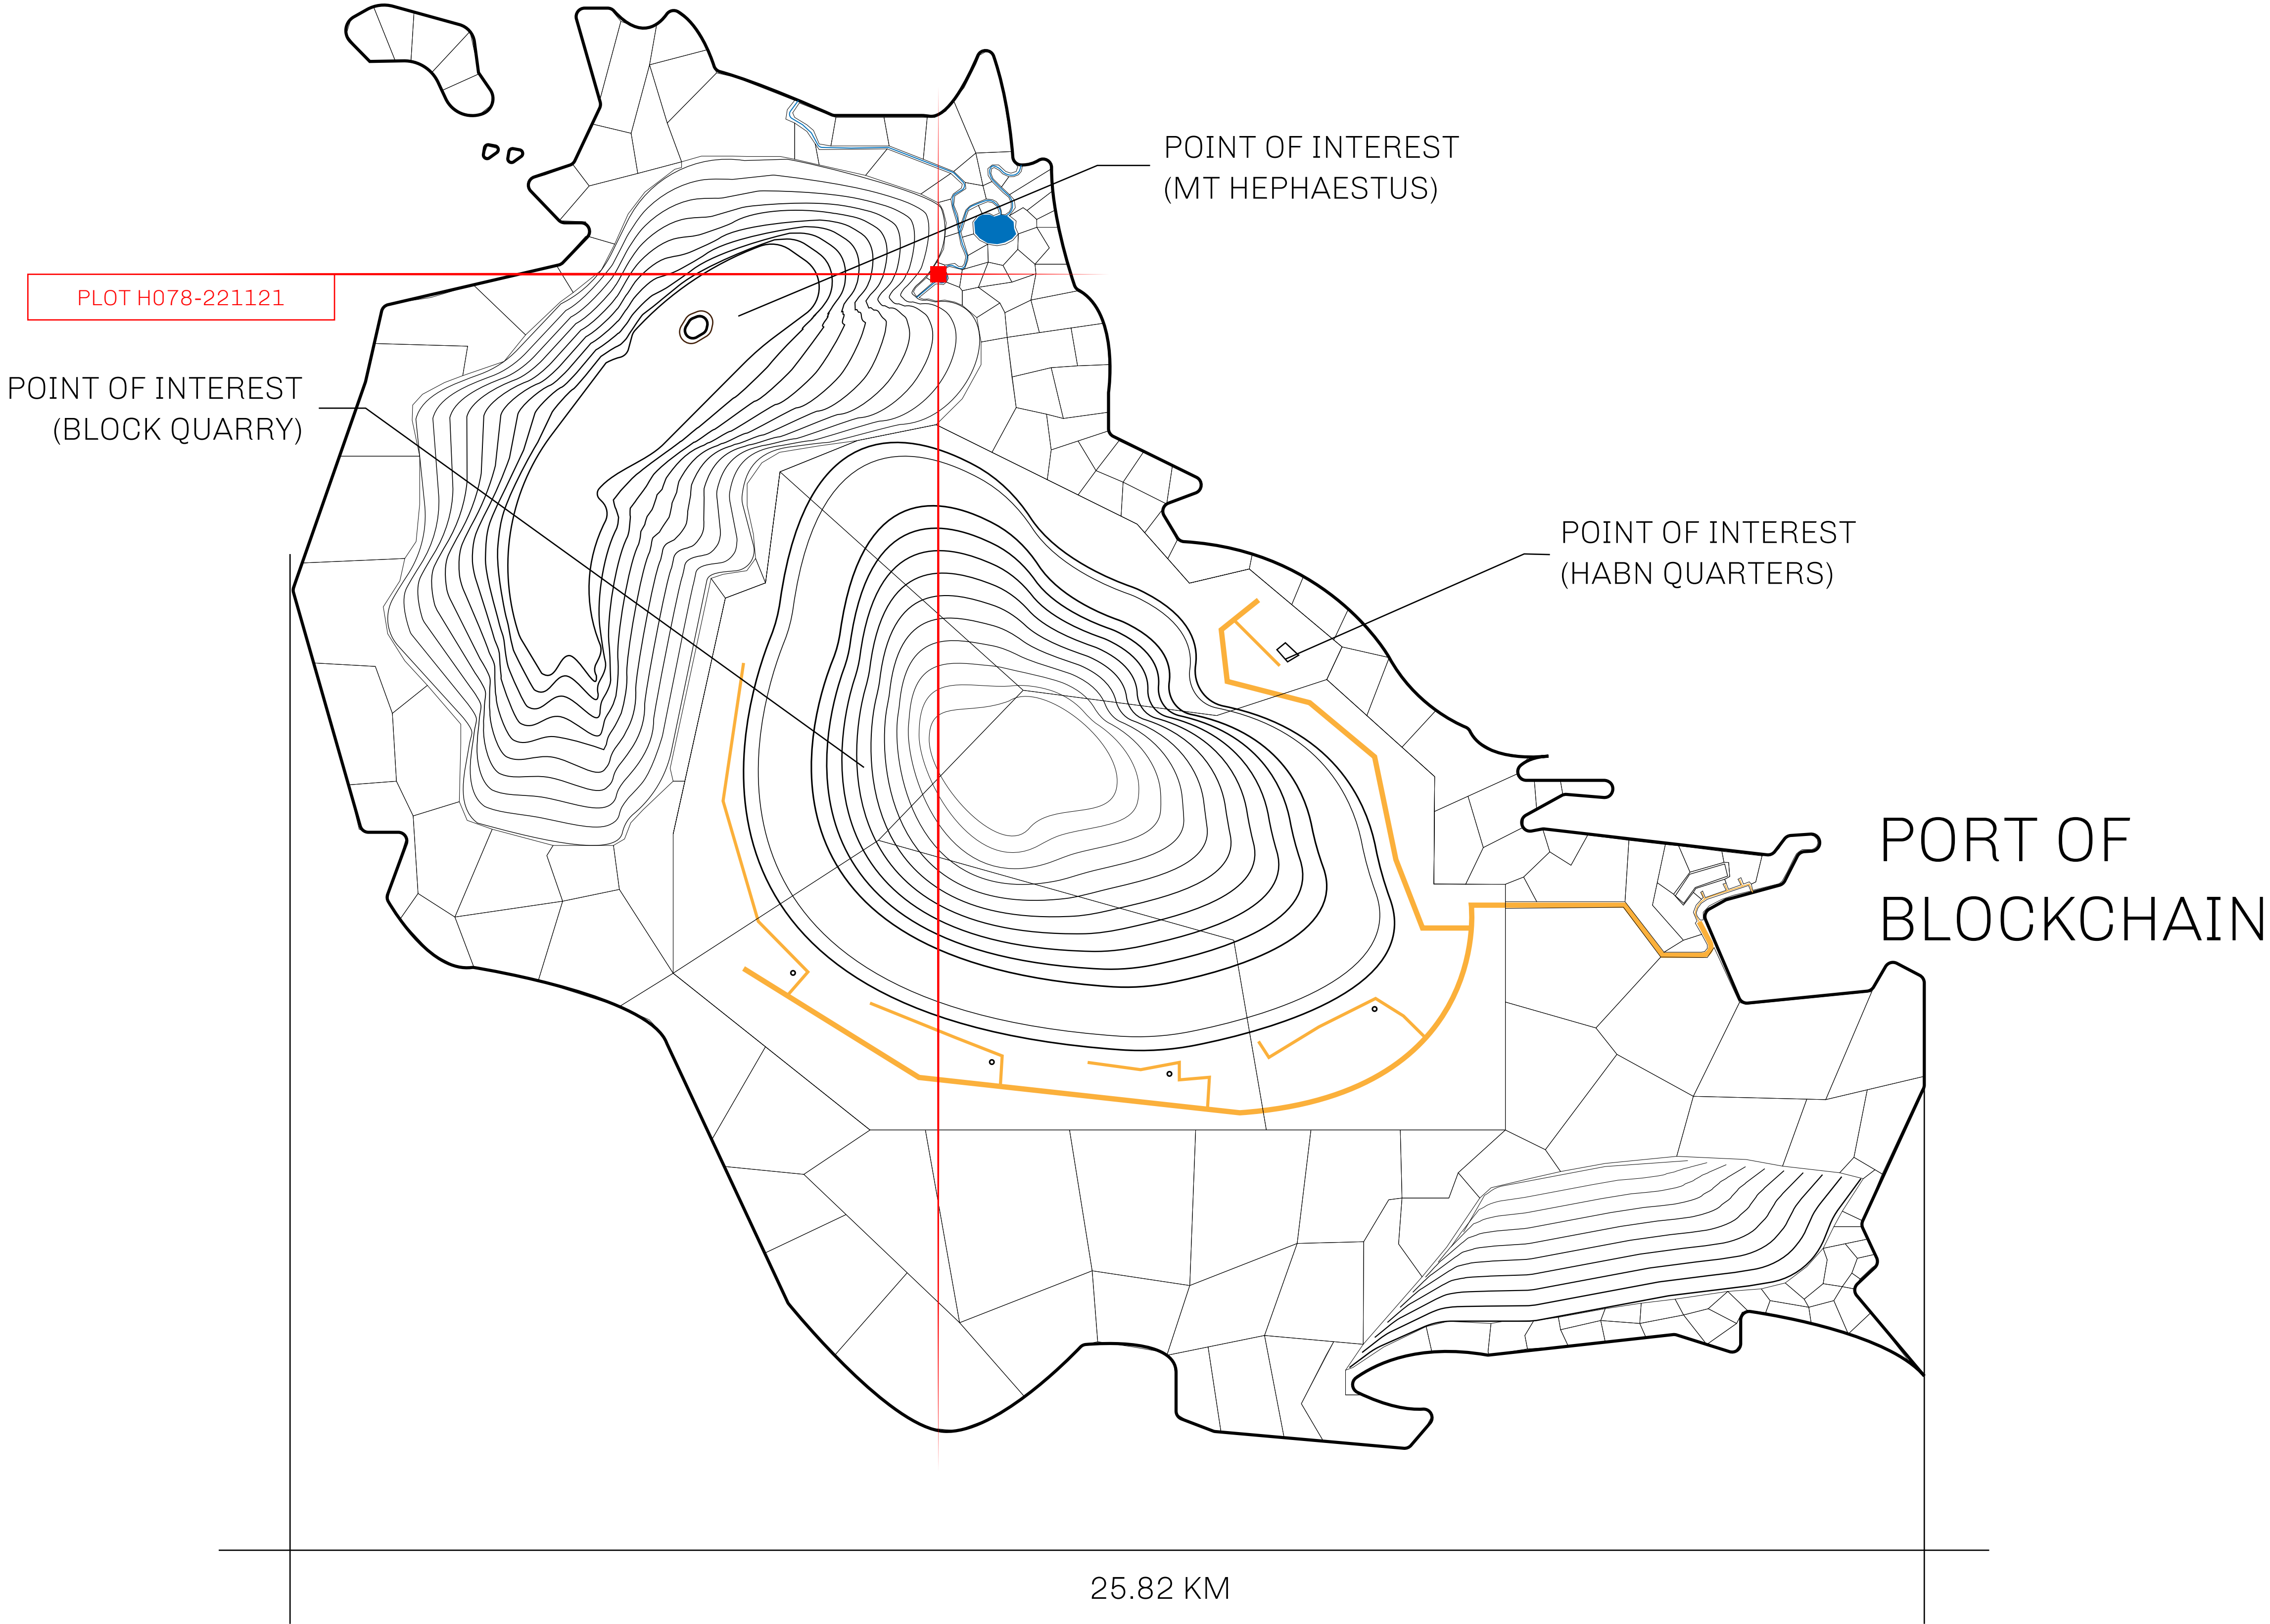 POINT OF INTEREST
(MT HEPHAESTUS)
PLOT H078-221121
POINT OF INTEREST
(BLOCK QUARRY)
POINT OF INTEREST
(HABN QUARTERS)
PORT OF
BLOCKCHAIN
25.82 KM